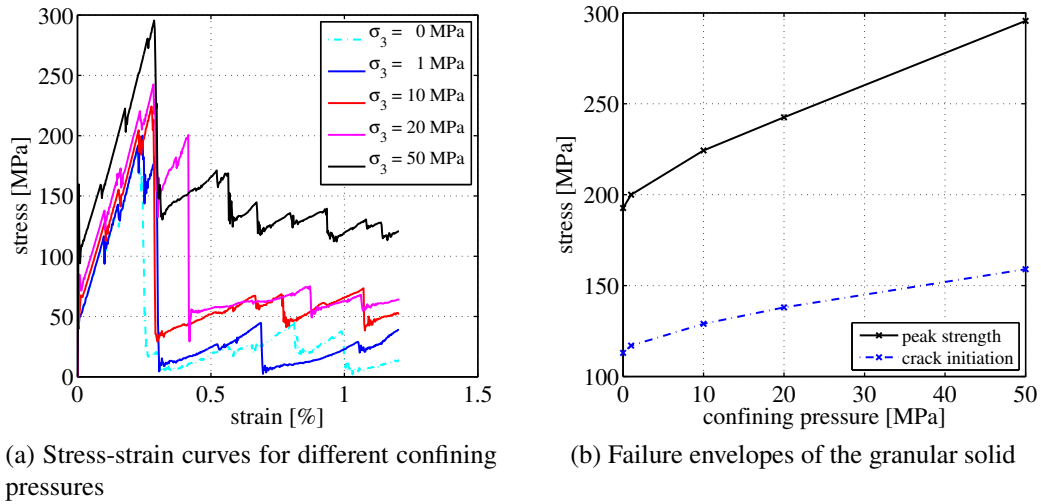 300
250
200
150
100
50
0
0
0.5
1
1.5
stress [MPa]
strain [%]
σ3 = 0 MPa
σ3 = 1 MPa
σ3 = 10 MPa
σ3 = 20 MPa
σ3 = 50 MPa
(a) Stress-strain curves for different confining
pressures
300
250
200
150
100
0
10
20
30
40
50
stress [MPa]
confining pressure [MPa]
peak strength
crack initiation
(b) Failure envelopes of the granular solid